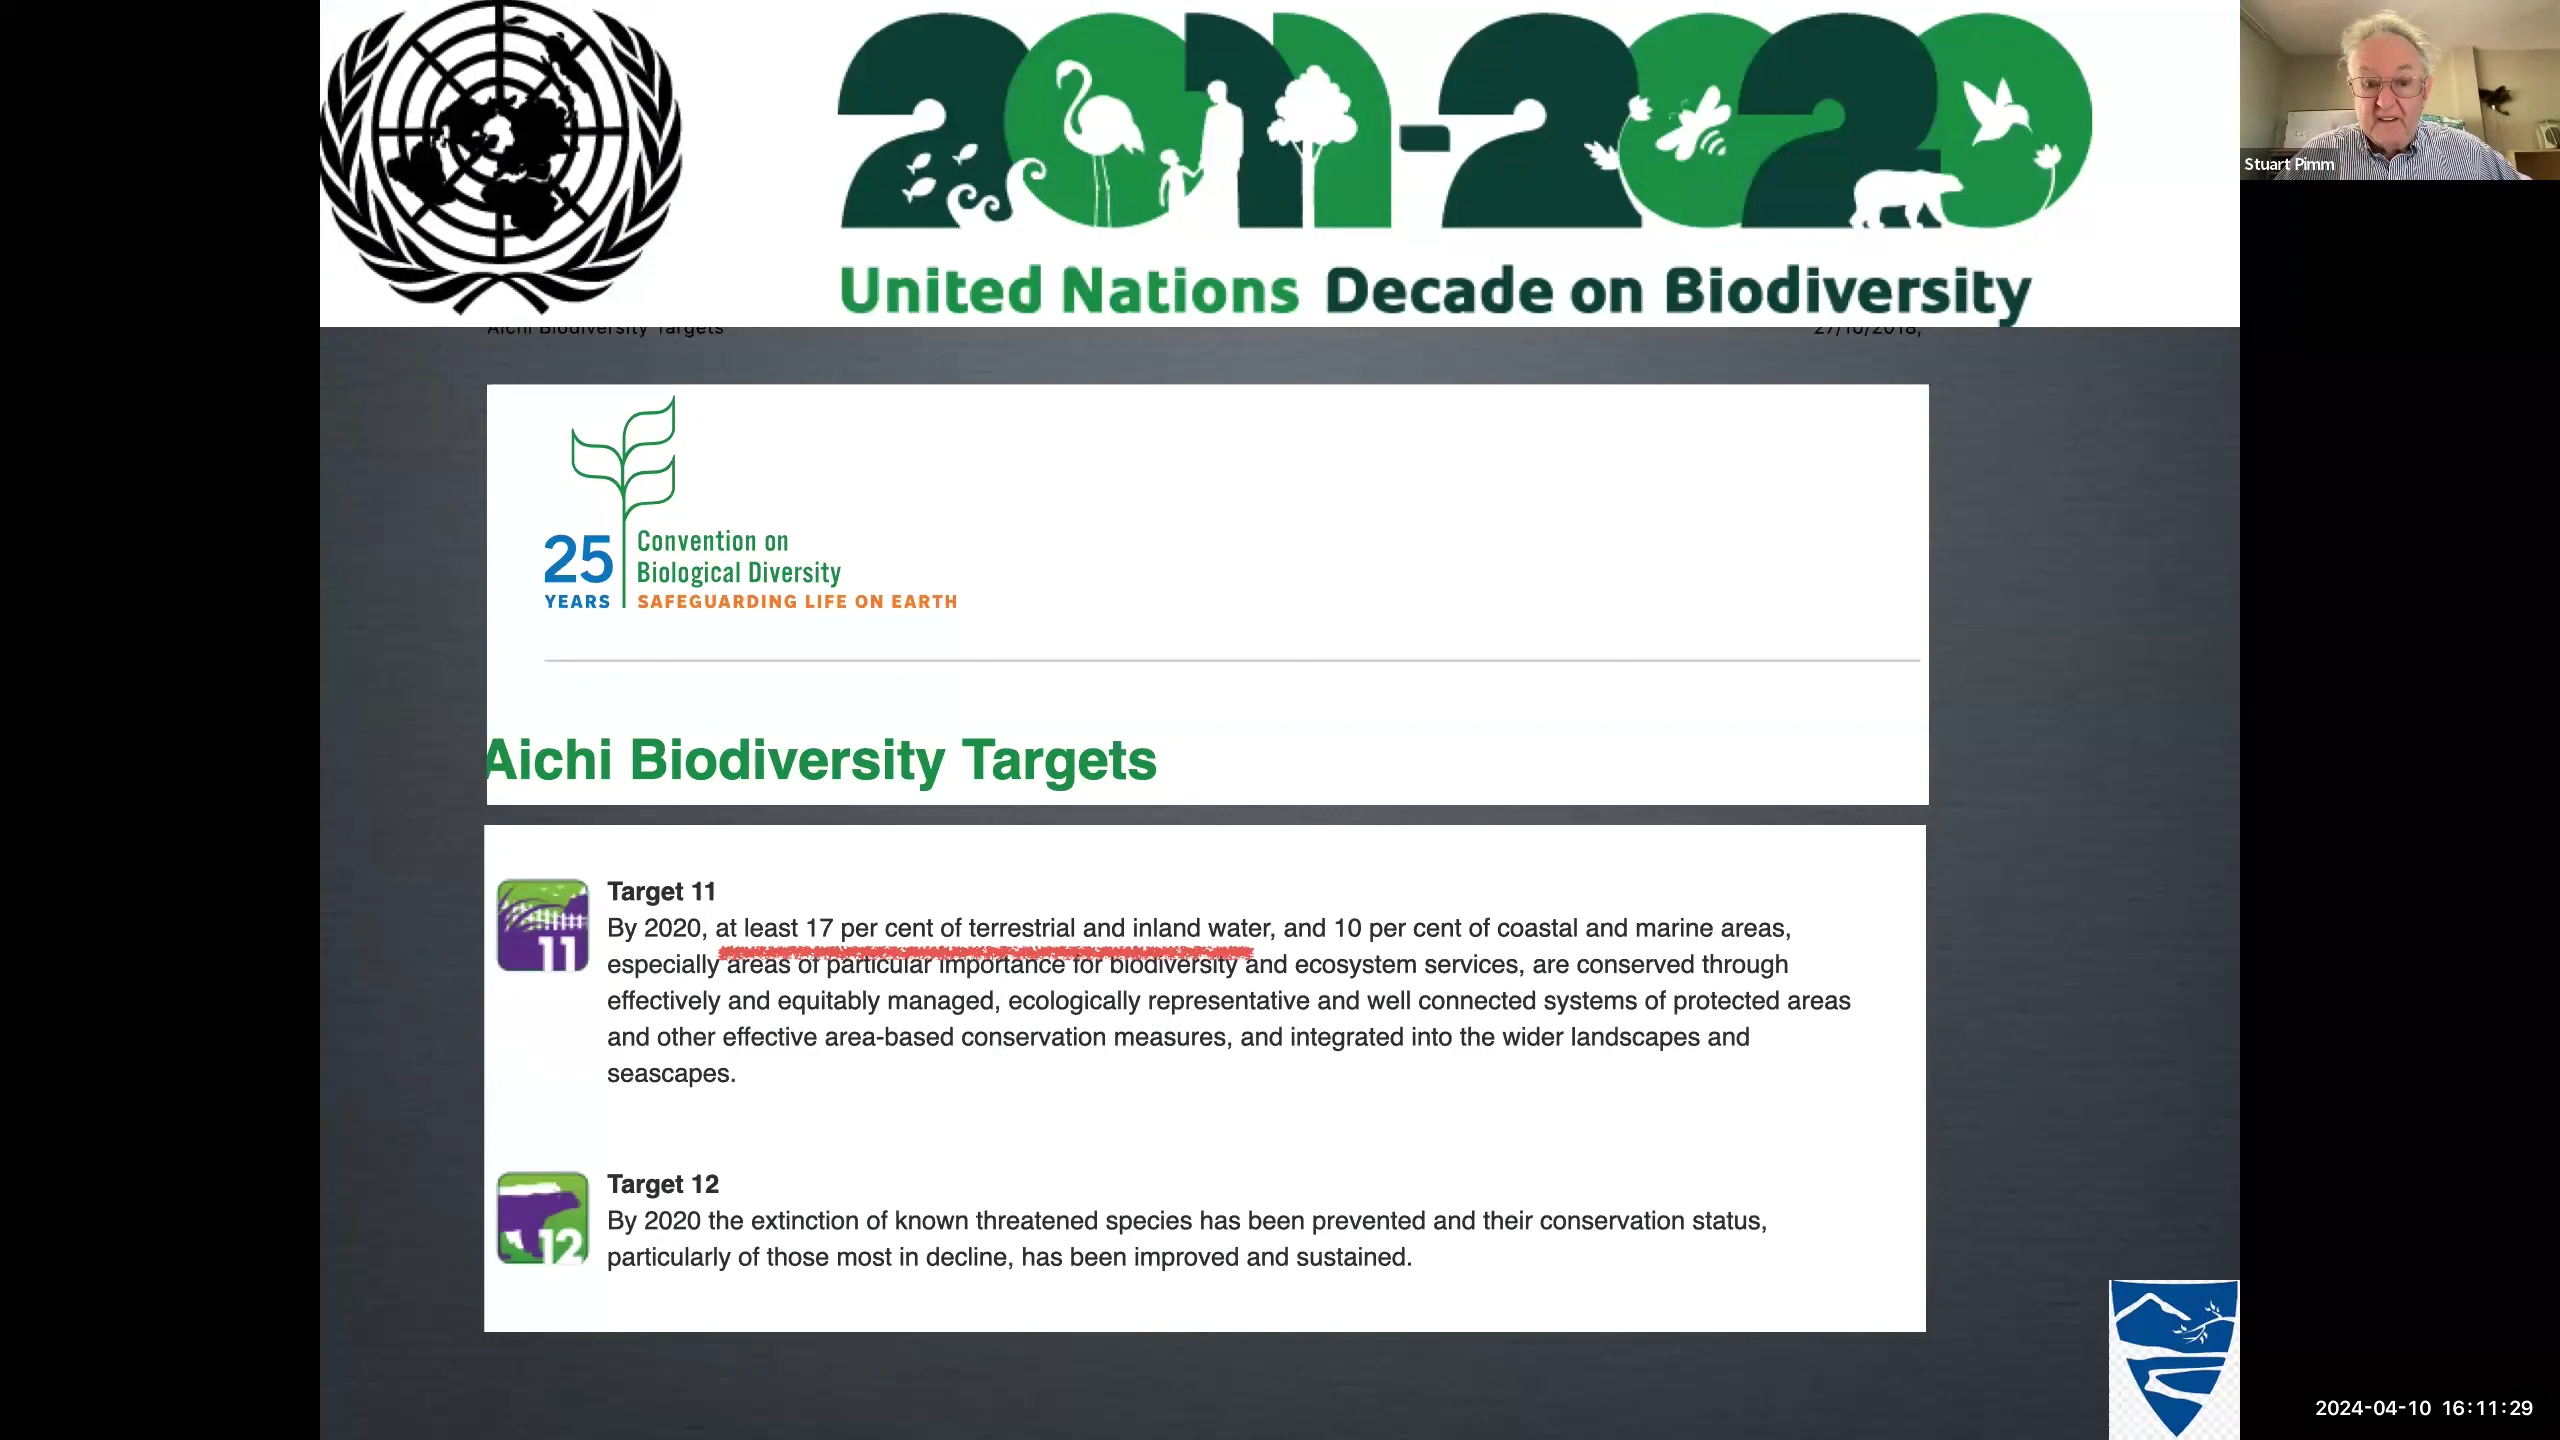 2011-2020
United Nations Decade on Biodiversity
Stuart Pimm
Aichi Biodiversity Targets
27/10/2018,
25
YEARS
Convention on
Biological Diversity
SAFEGUARDING LIFE ON EARTH
Aichi Biodiversity Targets
11
Target 11
By 2020, at least 17 per cent of terrestrial and inland water, and 10 per cent of coastal and marine areas,
especially areas of particular importance for biodiversity and ecosystem services, are conserved through
effectively and equitably managed, ecologically representative and well connected systems of protected areas
and other effective area-based conservation measures, and integrated into the wider landscapes and
seascapes.
12
Target 12
By 2020 the extinction of known threatened species has been prevented and their conservation status,
particularly of those most in decline, has been improved and sustained.
2024-04-10 16:11:29